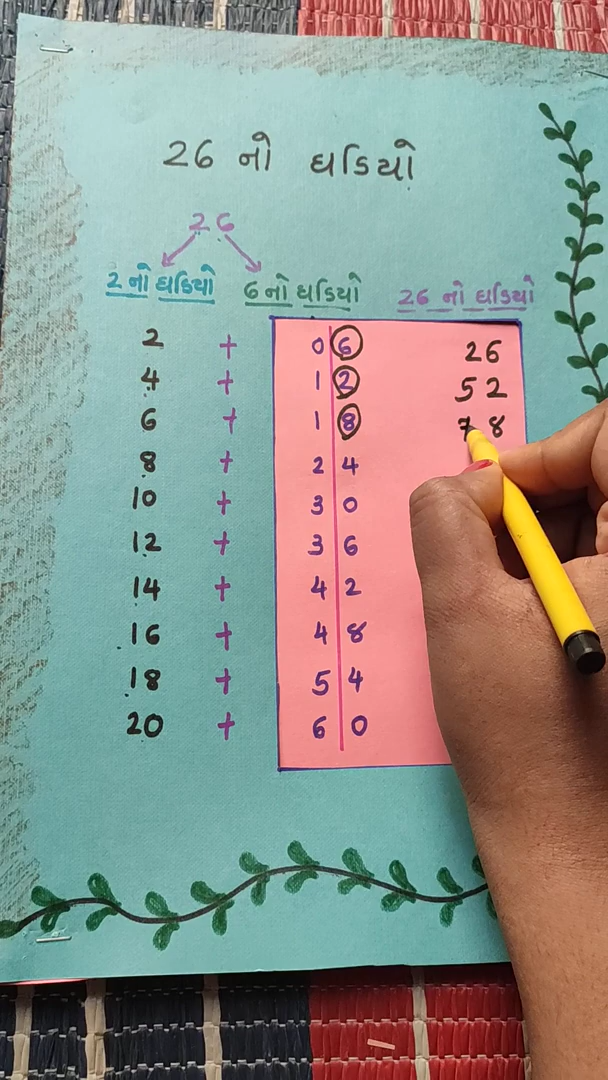 26 નો ઘડિયો
26
2 નો ઘડિયો 6 નો ઘડિયો 26 નો ઘડિયો
2 + 0 6 26
4 + 1 2 52
6 + 1 8 78
8 + 2 4
10 + 3 0
12 + 3 6
14 + 4 2
16 + 4 8
18 + 5 4
20 + 6 0